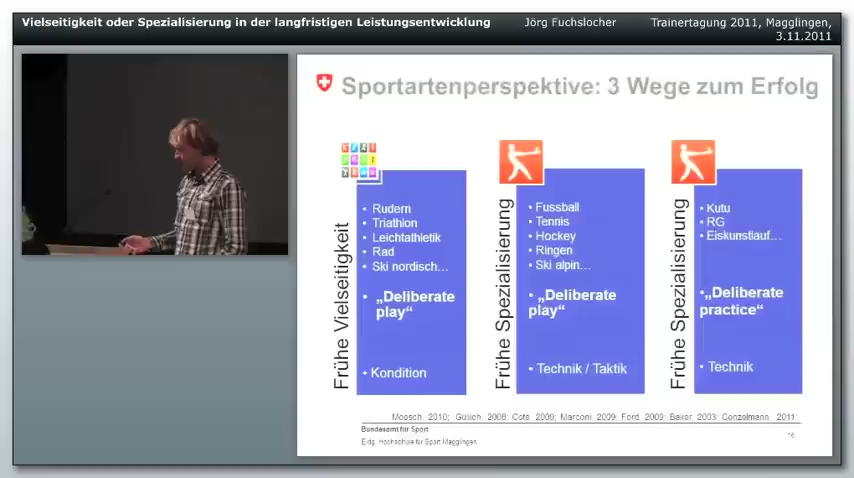 Vielseitigkeit oder Spezialisierung in der langfristigen Leistungsentwicklung
Jörg Fuchslocher
Trainertagung 2011, Magglingen,
3.11.2011
Sportartenperspektive: 3 Wege zum Erfolg
Frühe Vielseitigkeit
• Rudern
• Triathlon
• Leichtathletik
• Rad
• Ski nordisch...
• „Deliberate
play“
• Kondition
Frühe Spezialisierung
• Fussball
• Tennis
• Hockey
• Ringen
• Ski alpin...
• „Deliberate
play“
• Technik / Taktik
Frühe Spezialisierung
• Kutu
• RG
• Eiskunstlauf...
•„Deliberate
practice“
• Technik
Moesch, 2010; Güllich, 2006; Coté, 2009; Marconi, 2009; Ford, 2009; Baker, 2003; Conzelmann, 2011;
Bundesamt für Sport
Eidg. Hochschule für Sport Magglingen
16